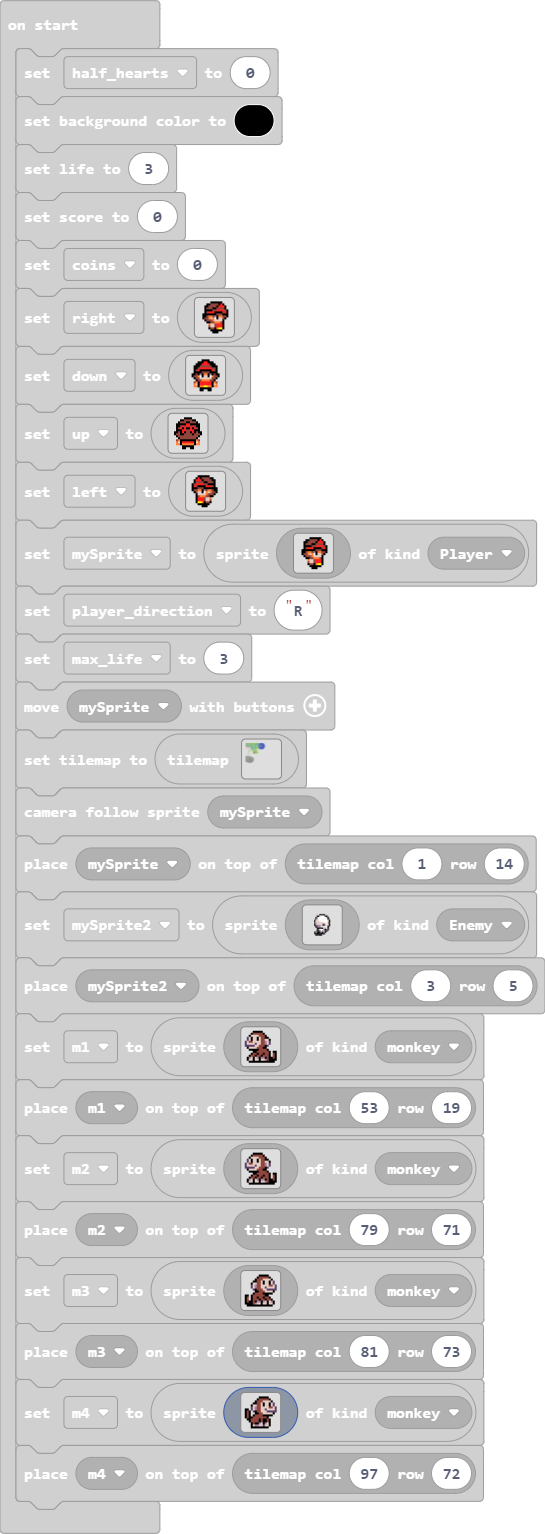 on start
set half_hearts to 0
set background color to
set life to 3
set score to 0
set coins to 0
set right to
set down to
set up to
set left to
set mySprite to sprite of kind Player
set player_direction to "R"
set max_life to 3
move mySprite with buttons
set tilemap to tilemap
camera follow sprite mySprite
place mySprite on top of tilemap col 1 row 14
set mySprite2 to sprite of kind Enemy
place mySprite2 on top of tilemap col 3 row 5
set m1 to sprite of kind monkey
place m1 on top of tilemap col 53 row 19
set m2 to sprite of kind monkey
place m2 on top of tilemap col 79 row 71
set m3 to sprite of kind monkey
place m3 on top of tilemap col 81 row 73
set m4 to sprite of kind monkey
place m4 on top of tilemap col 97 row 72